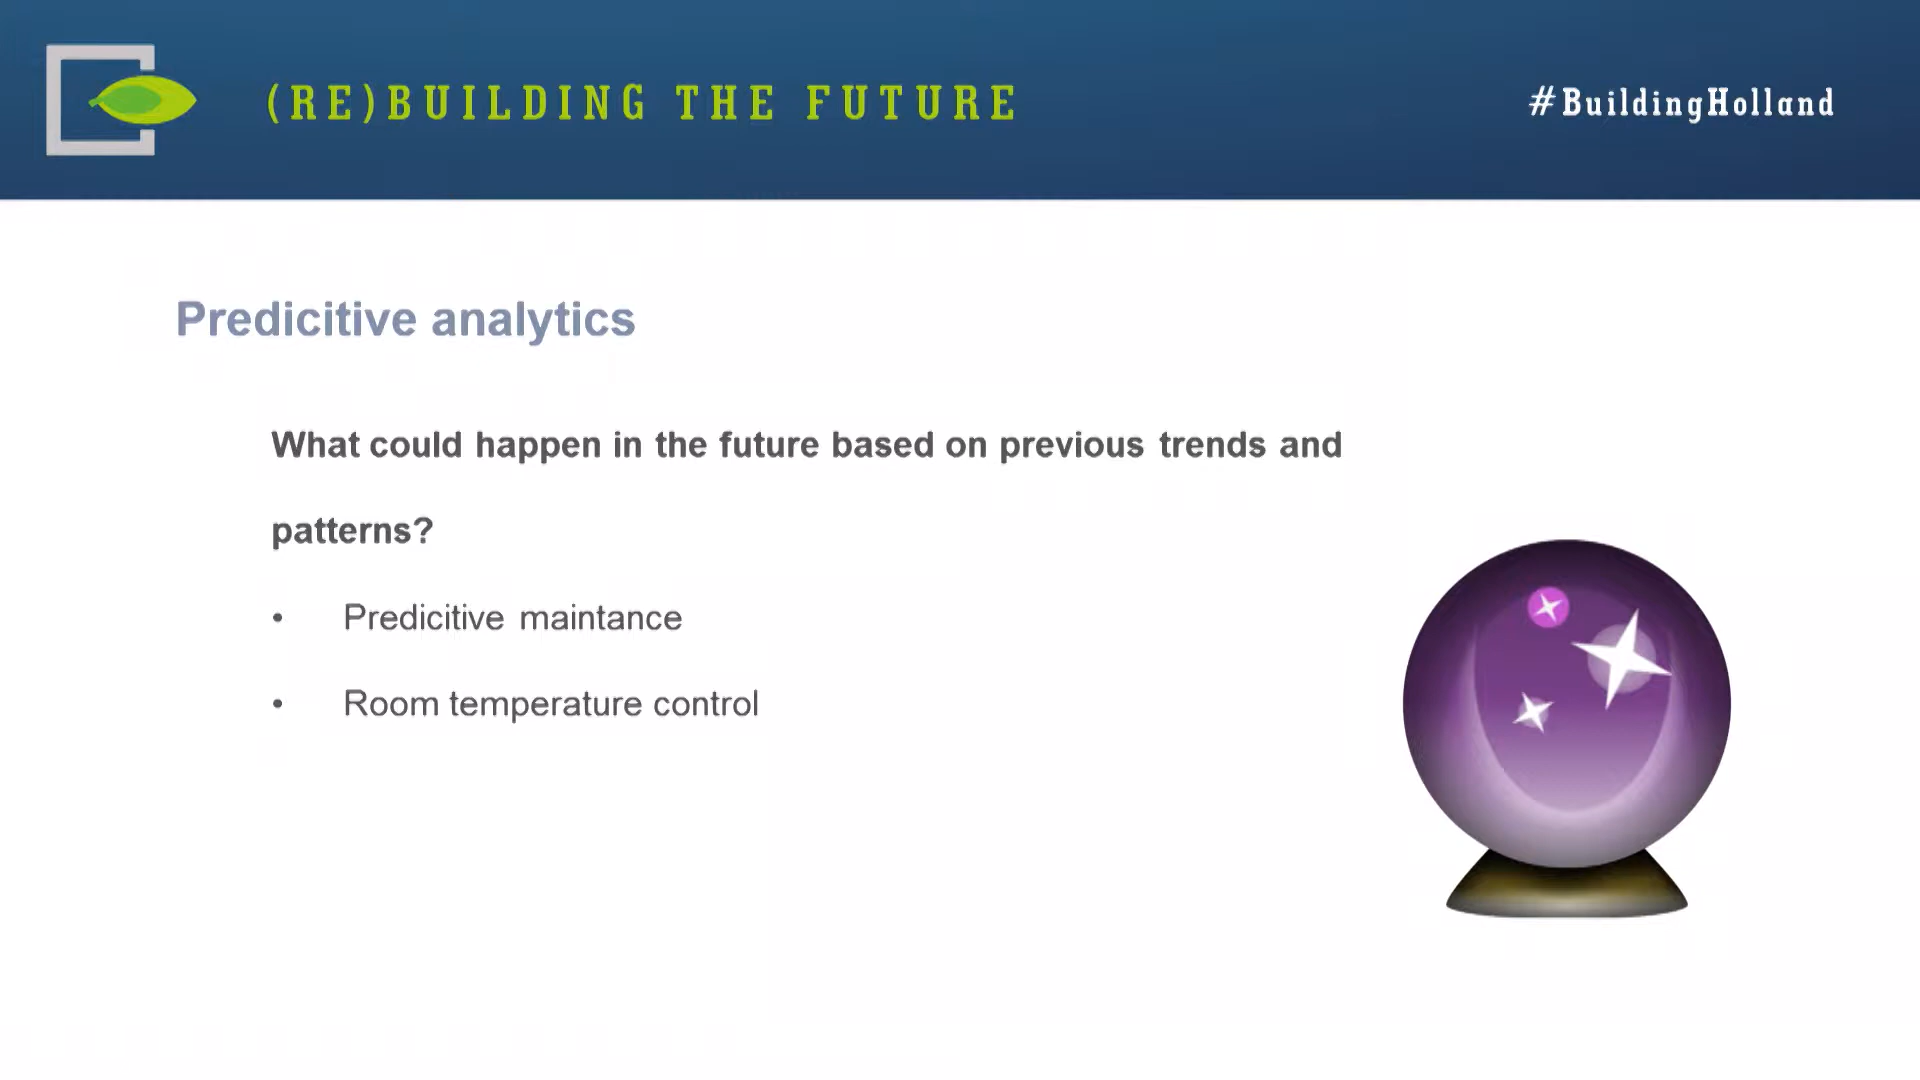 (RE)BUILDING THE FUTURE
#BuildingHolland
Predicitive analytics
What could happen in the future based on previous trends and
patterns?
• Predicitive maintance
• Room temperature control